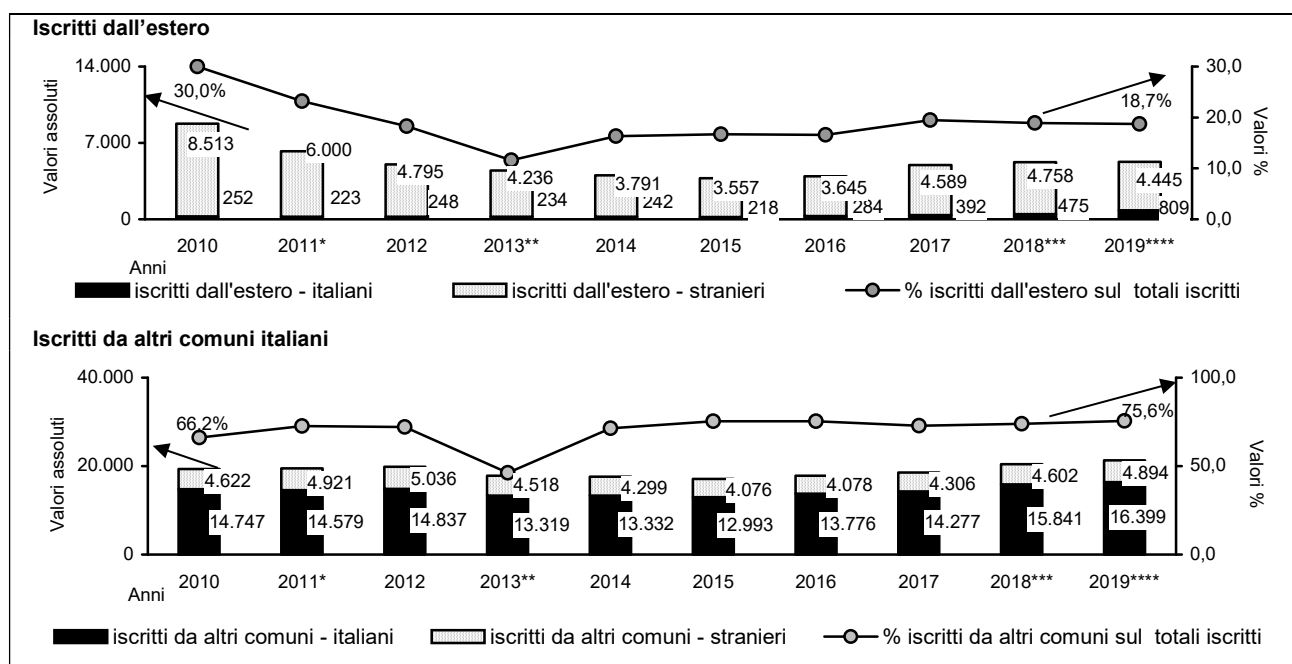 Iscritti dall'estero
14.000
7.000
0
Valori assoluti
30,0
20,0
10,0
0,0
Valori %
30,0%
18,7%
8.513 6.000 4.795 4.236 3.791 3.557 3.645 4.589 4.758 4.445
252 223 248 234 242 218 284 392 475 809
2010 2011* 2012 2013** 2014 2015 2016 2017 2018*** 2019****
Anni
iscritti dall'estero - italiani iscritti dall'estero - stranieri % iscritti dall'estero sul totali iscritti
Iscritti da altri comuni italiani
40.000
20.000
0
Valori assoluti
100,0
50,0
0,0
Valori %
66,2%
75,6%
4.622 4.921 5.036 4.518 4.299 4.076 4.078 4.306 4.602 4.894
14.747 14.579 14.837 13.319 13.332 12.993 13.776 14.277 15.841 16.399
2010 2011* 2012 2013** 2014 2015 2016 2017 2018*** 2019****
Anni
iscritti da altri comuni - italiani iscritti da altri comuni - stranieri % iscritti da altri comuni sul totali iscritti